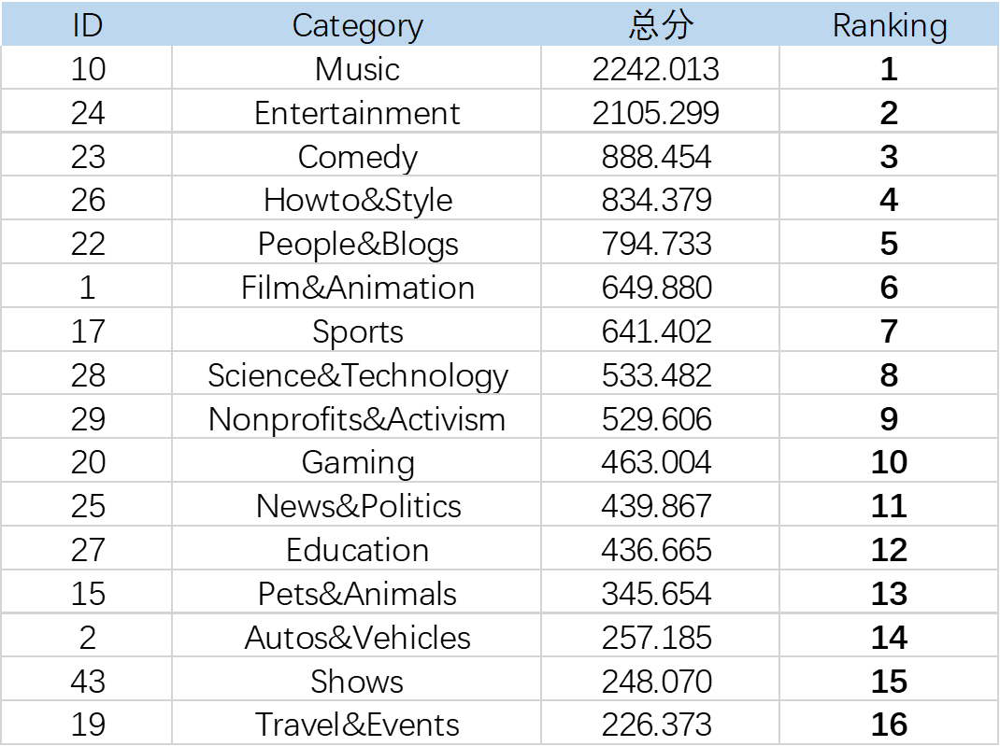 ID Category 总分 Ranking
10 Music 2242.013 1
24 Entertainment 2105.299 2
23 Comedy 888.454 3
26 Howto&Style 834.379 4
22 People&Blogs 794.733 5
1 Film&Animation 649.880 6
17 Sports 641.402 7
28 Science&Technology 533.482 8
29 Nonprofits&Activism 529.606 9
20 Gaming 463.004 10
25 News&Politics 439.867 11
27 Education 436.665 12
15 Pets&Animals 345.654 13
2 Autos&Vehicles 257.185 14
43 Shows 248.070 15
19 Travel&Events 226.373 16